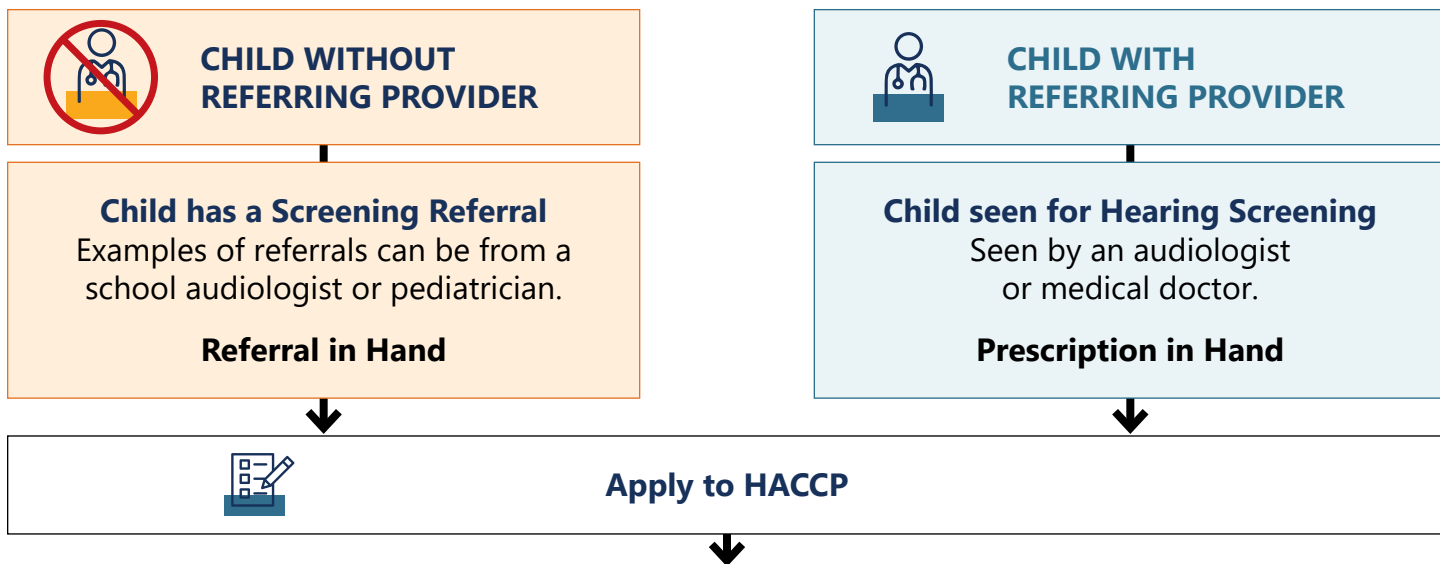 CHILD WITHOUT
REFERRING PROVIDER
Child has a Screening Referral
Examples of referrals can be from a
school audiologist or pediatrician.
Referral in Hand
CHILD WITH
REFERRING PROVIDER
Child seen for Hearing Screening
Seen by an audiologist
or medical doctor.
Prescription in Hand
Apply to HACCP